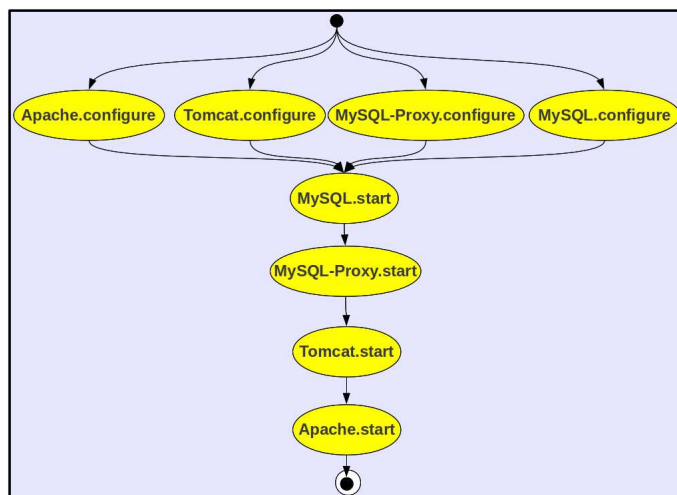 Apache.configure
Tomcat.configure
MySQL-Proxy.configure
MySQL.configure
MySQL.start
MySQL-Proxy.start
Tomcat.start
Apache.start